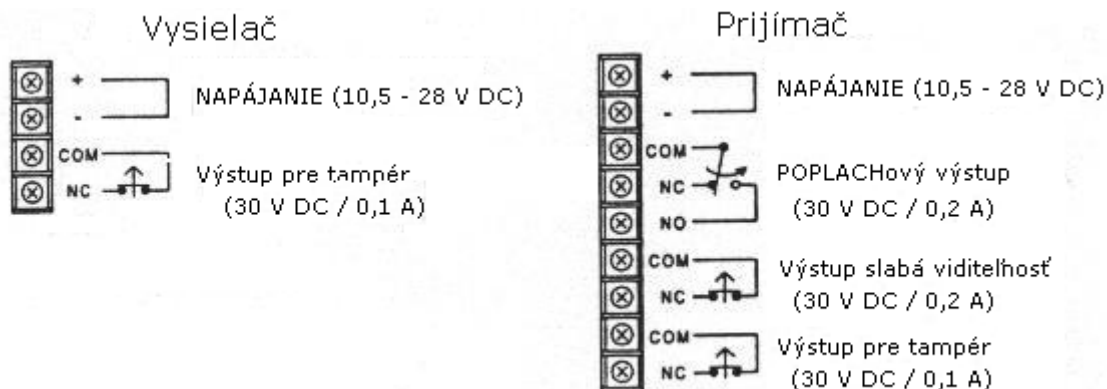 Vysielač
+
NAPÁJANIE (10,5 - 28 V DC)
-
COM
NC
Výstup pre tampér
(30 V DC / 0,1 A)
Prijímač
+
NAPÁJANIE (10,5 - 28 V DC)
-
COM
NC
NO
POPLACHový výstup
(30 V DC / 0,2 A)
COM
NC
Výstup slabá viditeľnosť
(30 V DC / 0,2 A)
COM
NC
Výstup pre tampér
(30 V DC / 0,1 A)